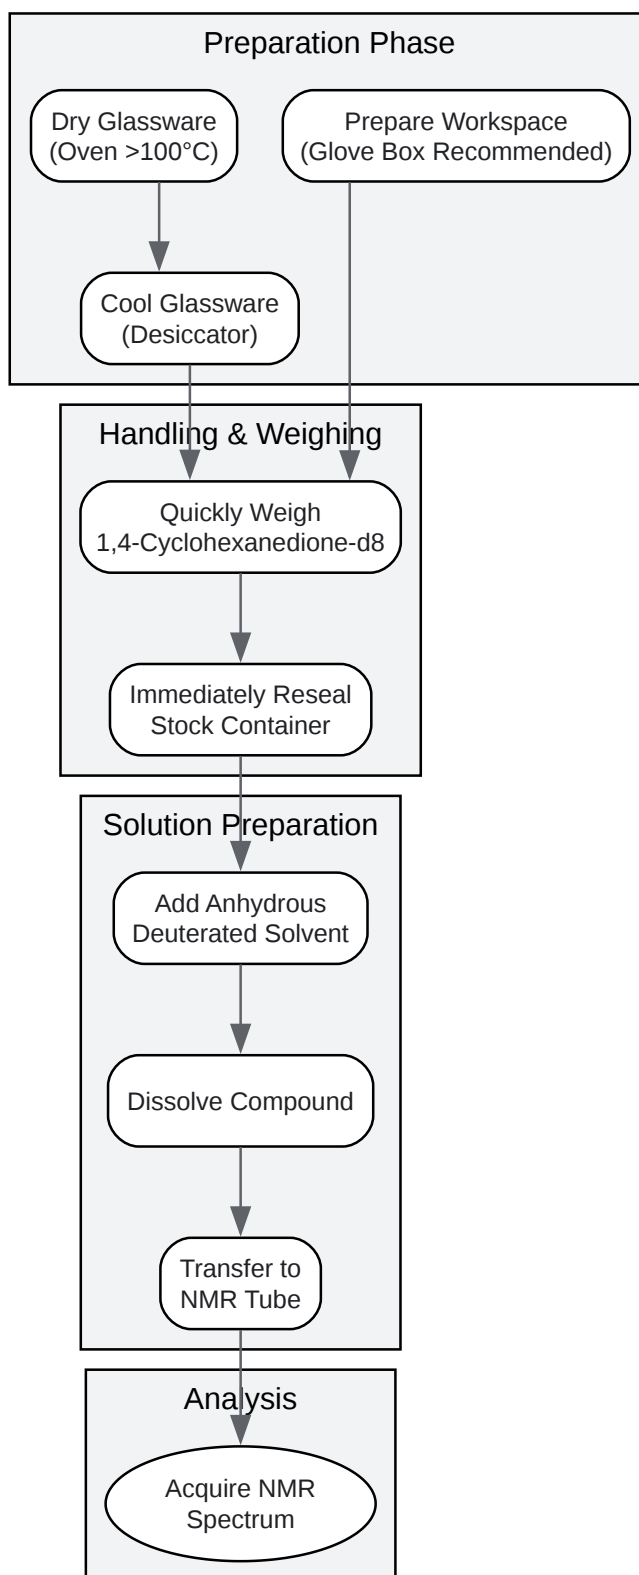 Preparation Phase
Dry Glassware
(Oven >100°C)
Prepare Workspace
(Glove Box Recommended)
Cool Glassware
(Desiccator)
Handling & Weighing
Quickly Weigh
1,4-Cyclohexanedione-d8
Immediately Reseal
Stock Container
Solution Preparation
Add Anhydrous
Deuterated Solvent
Dissolve Compound
Transfer to
NMR Tube
Analysis
Acquire NMR
Spectrum